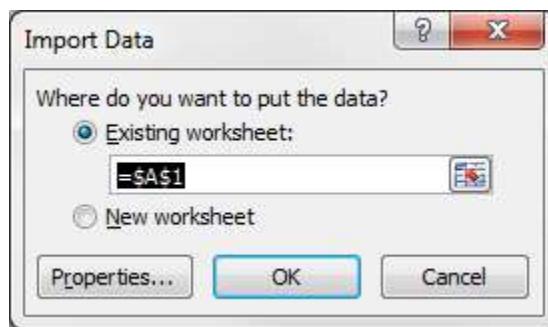 Import Data ?
Where do you want to put the data?
Existing worksheet:
=$A$1
New worksheet
Properties... OK Cancel